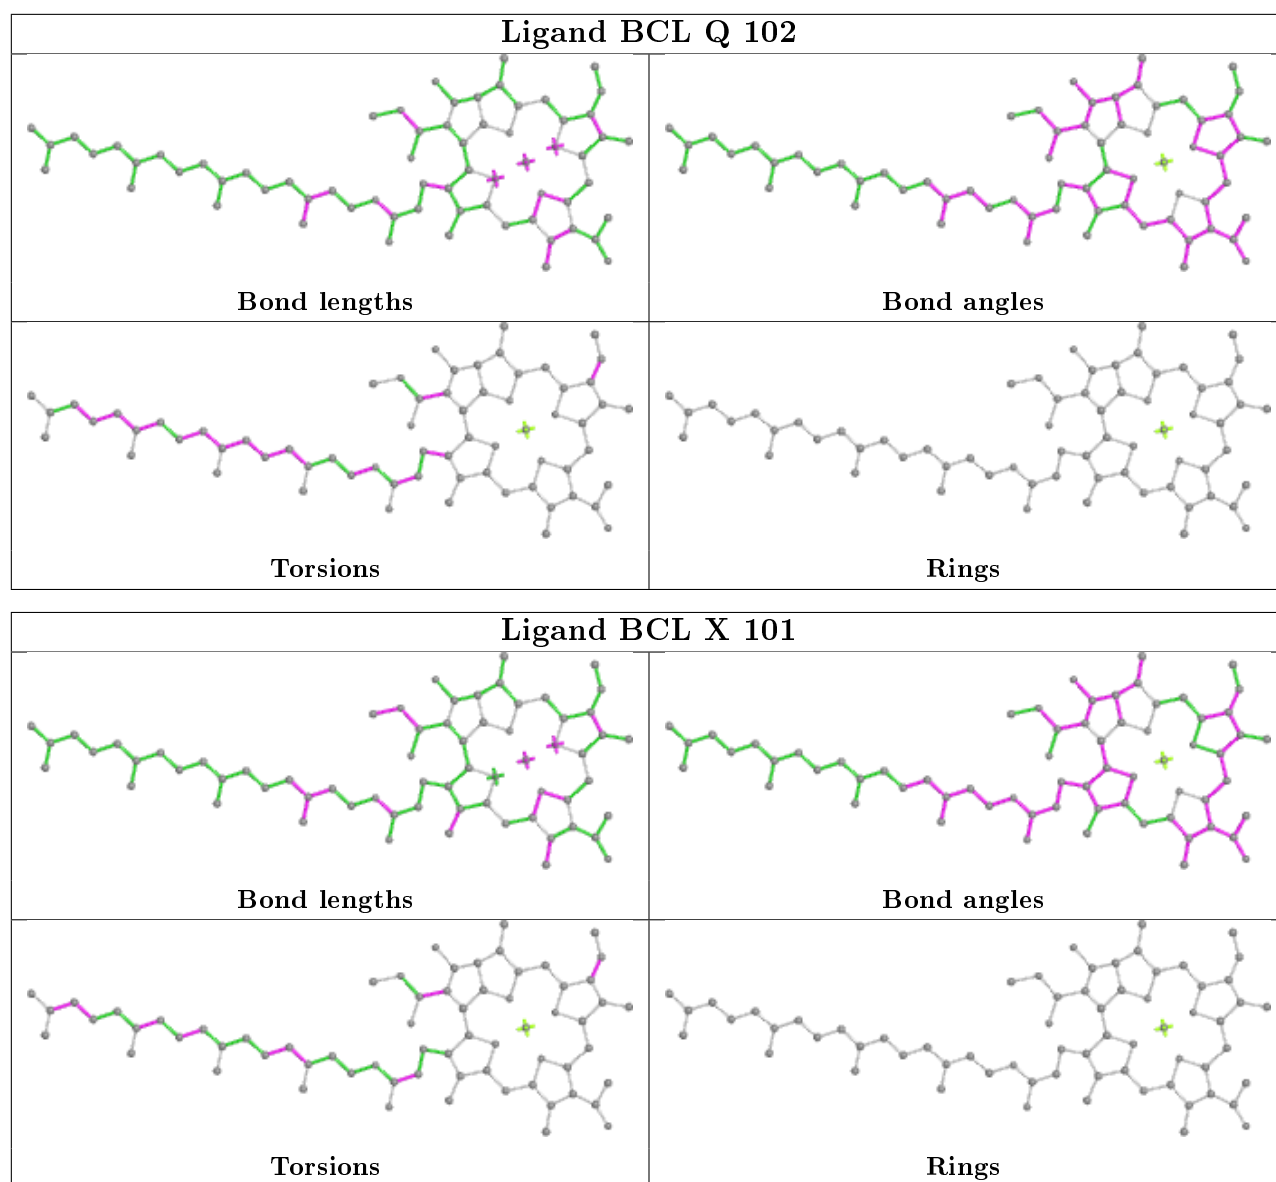 Ligand BCL Q 102
Bond lengths
Bond angles
Torsions
Rings
Ligand BCL X 101
Bond lengths
Bond angles
Torsions
Rings